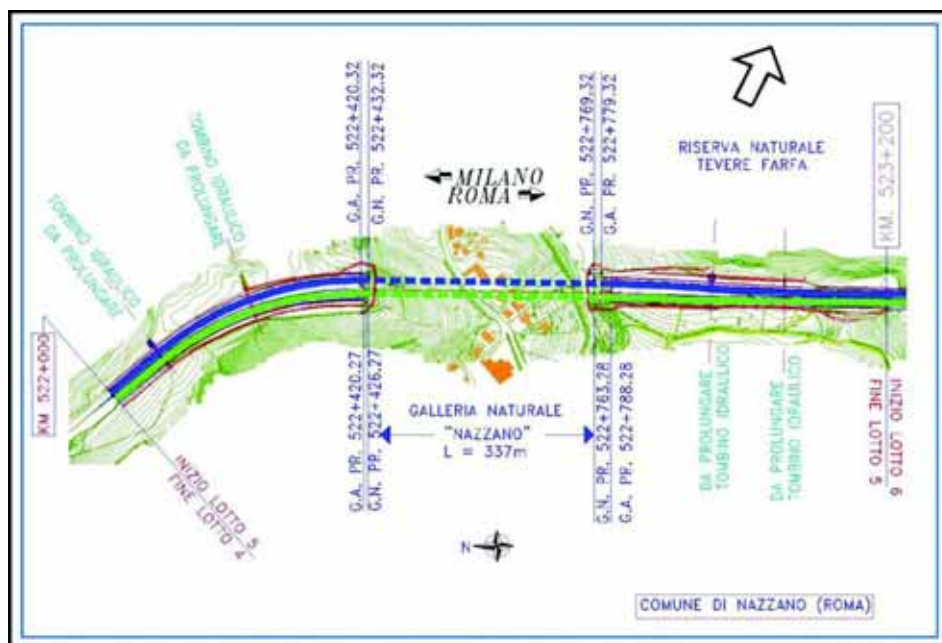 TOMBINO IDRAULICO
DA PROLUNGARE
TOMBINO IDRAULICO
DA PROLUNGARE
G.A. PR. 522+420.32
G.N. PR. 522+432.32
MILANO
ROMA
G.N. PR. 522+769.32
G.A. PR. 522+779.32
RISERVA NATURALE
TEVERE FARFA
KM. 523+200
KM 522+000
INIZIO LOTTO 5
FINE LOTTO 4
G.A. PR. 522+420.27
G.N. PR. 522+426.27
GALLERIA NATURALE
"NAZZANO"
L = 337m
G.N. PR. 522+763.28
G.A. PR. 522+788.28
DA PROLUNGARE
TOMBINO IDRAULICO
DA PROLUNGARE
TOMBINO IDRAULICO
FINE LOTTO 5
INIZIO LOTTO 6
N
COMUNE DI NAZZANO (ROMA)